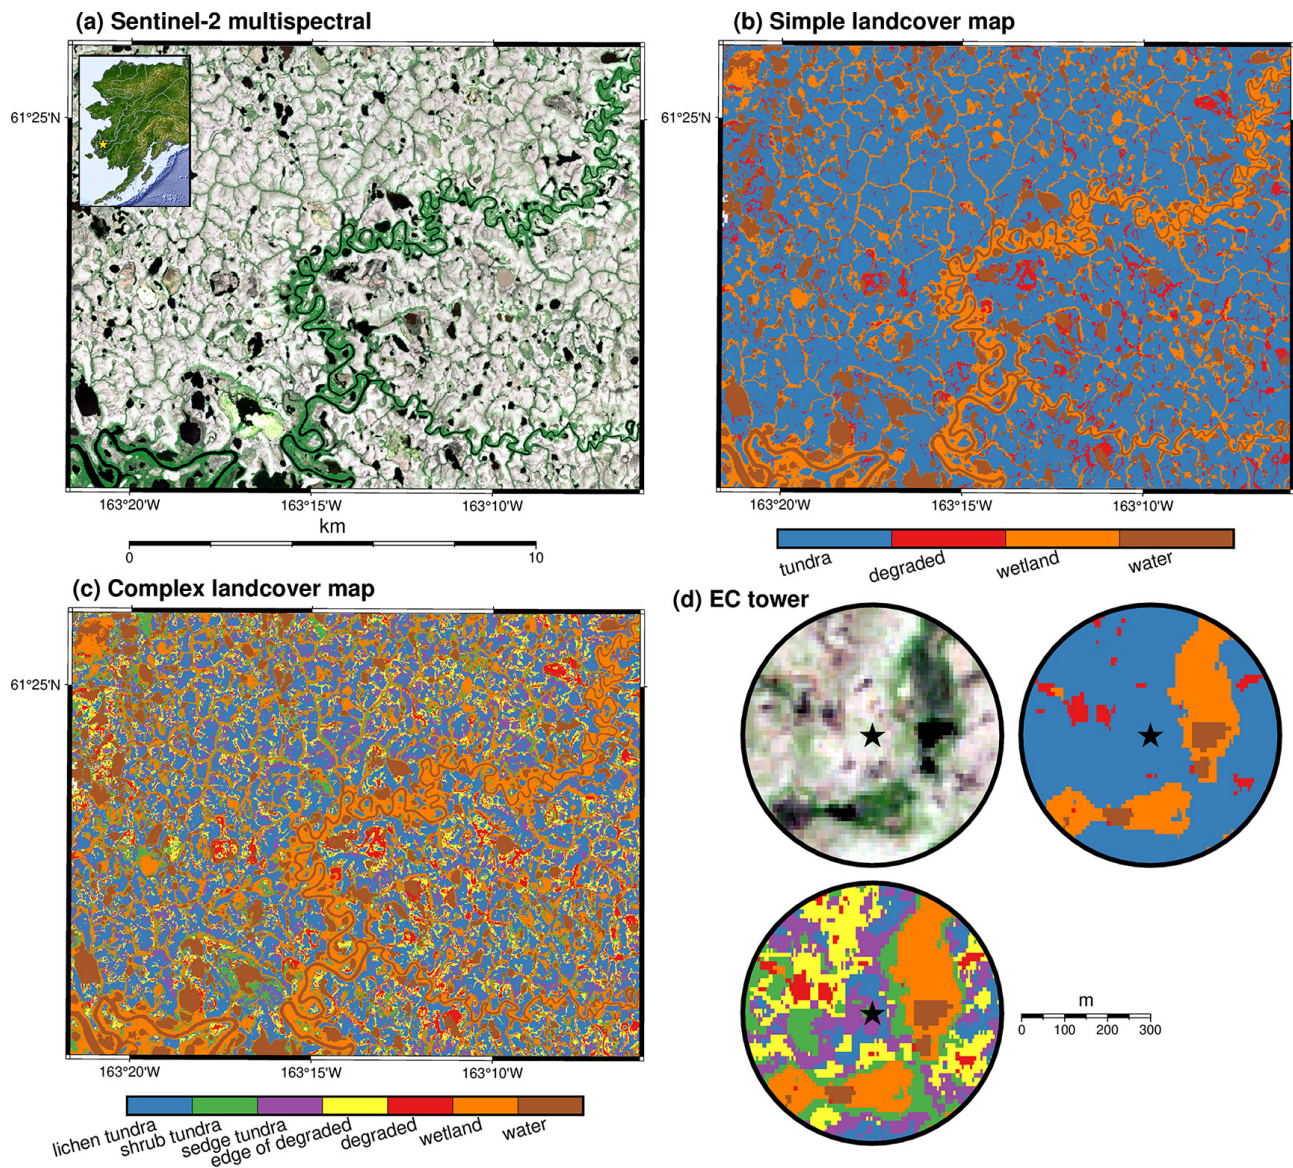 (a) Sentinel-2 multispectral
(b) Simple landcover map
61°25'N
61°25'N
163°20'W
163°15'W
163°10'W
163°20'W
163°15'W
163°10'W
km
0
10
tundra
degraded
wetland
water
(c) Complex landcover map
(d) EC tower
61°25'N
m
0
100
200
300
163°20'W
163°15'W
163°10'W
lichen tundra
shrub tundra
sedge tundra
edge of degraded
degraded
wetland
water